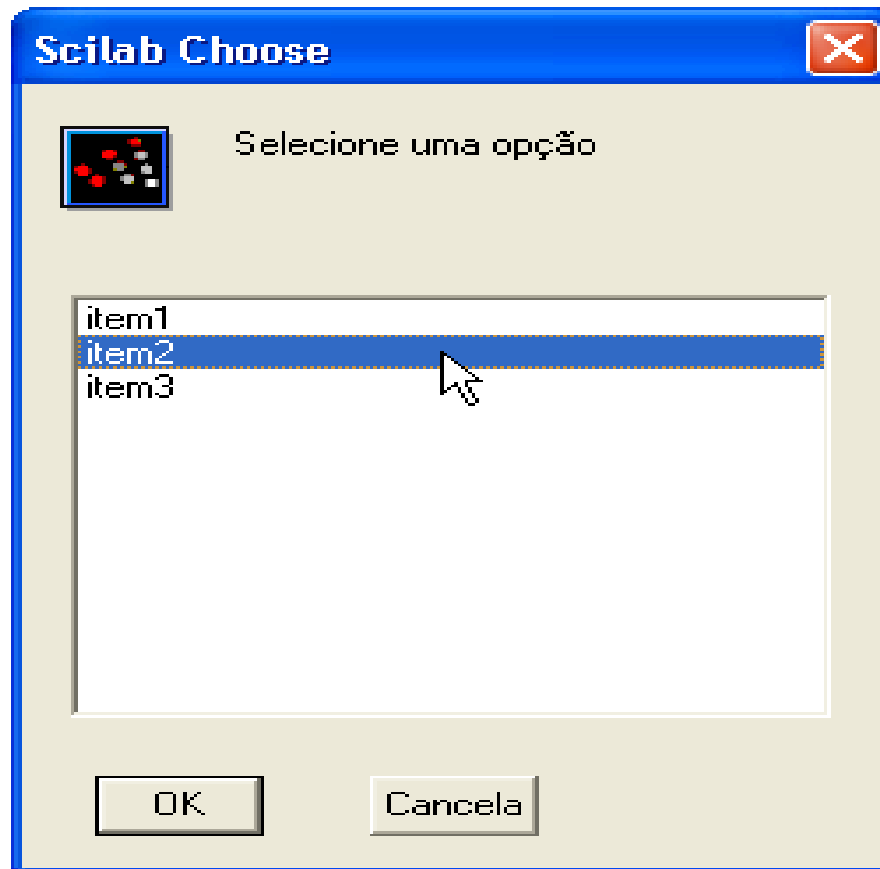 Scilab Choose
Selecione uma opção
item1
item2
item3
OK
Cancela